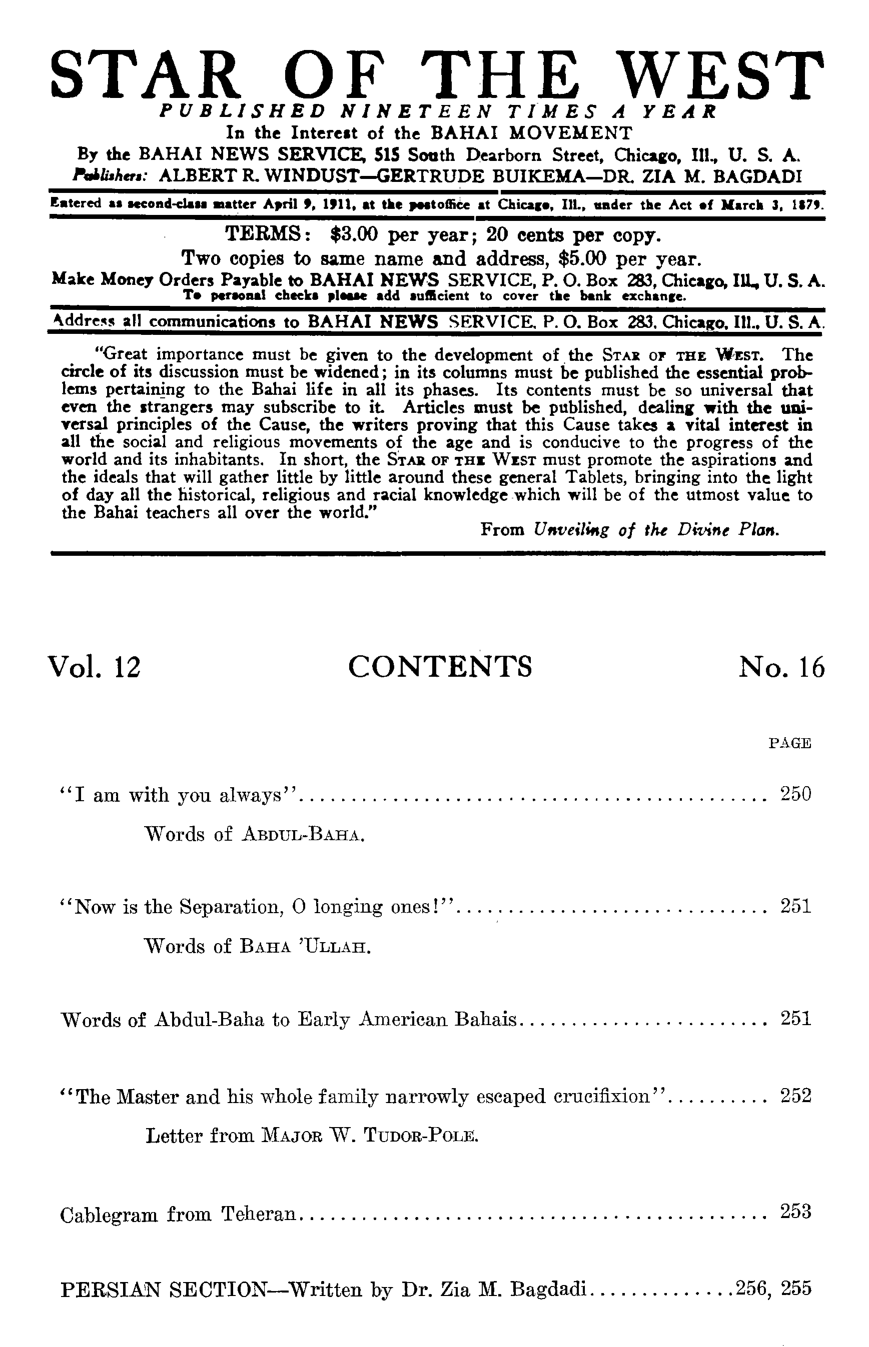 STAR OF THE WEST
PUBLISHED NINETEEN TIMES A YEAR
In the Interest of the BAHAI MOVEMENT
By the BAHAI NEWS SERVICE, 515 South Dearborn Street, Chicago, Ill., U. S. A.
Publishers: ALBERT R. WINDUST—GERTRUDE BUIKEMA—DR. ZIA M. BAGDADI
Entered as second-class matter April 9, 1911, at the postoffice at Chicago, Ill., under the Act of March 3, 1879.
TERMS: $3.00 per year; 20 cents per copy.
Two copies to same name and address, $5.00 per year.
Make Money Orders Payable to BAHAI NEWS SERVICE, P. O. Box 283, Chicago, Ill., U. S. A.
To personal checks please add sufficient to cover the bank exchange.
Address all communications to BAHAI NEWS SERVICE, P. O. Box 283, Chicago, Ill., U. S. A.
"Great importance must be given to the development of the STAR OF THE WEST. The
circle of its discussion must be widened; in its columns must be published the essential prob-
lems pertaining to the Bahai life in all its phases. Its contents must be so universal that
even the strangers may subscribe to it. Articles must be published, dealing with the uni-
versal principles of the Cause, the writers proving that this Cause takes a vital interest in
all the social and religious movements of the age and is conducive to the progress of the
world and its inhabitants. In short, the STAR OF THE WEST must promote the aspirations and
the ideals that will gather little by little around these general Tablets, bringing into the light
of day all the historical, religious and racial knowledge which will be of the utmost value to
the Bahai teachers all over the world."
From Unveiling of the Divine Plan.
Vol. 12 CONTENTS No. 16
PAGE
"I am with you always"............................................. 250
Words of ABDUL-BAHA.
"Now is the Separation, O longing ones!".............................. 251
Words of BAHA 'ULLAH.
Words of Abdul-Baha to Early American Bahais........................ 251
"The Master and his whole family narrowly escaped crucifixion".......... 252
Letter from MAJOR W. TUDOR-POLE.
Cablegram from Teheran............................................. 253
PERSIAN SECTION—Written by Dr. Zia M. Bagdadi..............256, 255